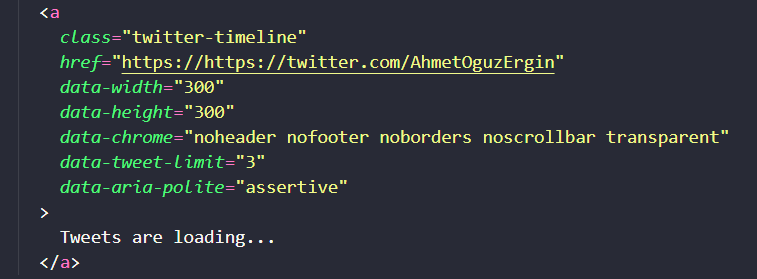 <a
class="twitter-timeline"
href="https://https://twitter.com/AhmetOguzErgin"
data-width="300"
data-height="300"
data-chrome="noheader nofooter noborders noscrollbar transparent"
data-tweet-limit="3"
data-aria-polite="assertive"
>
Tweets are loading...
</a>